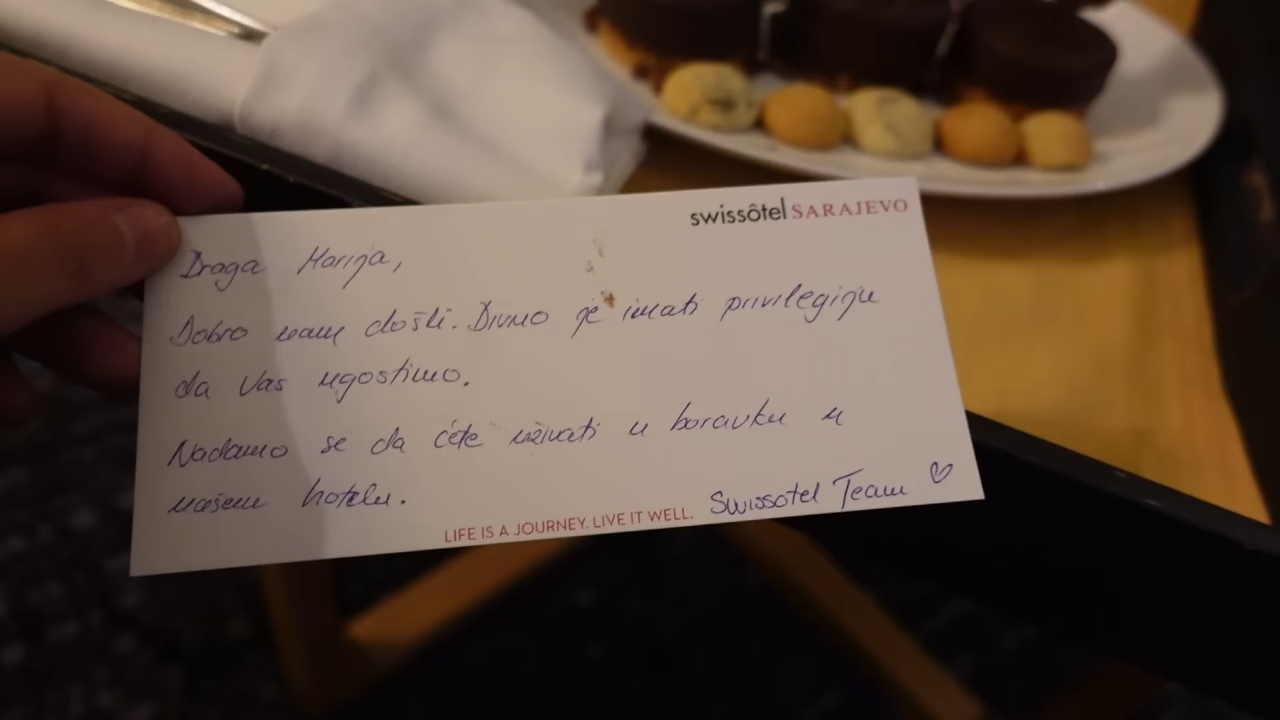 swissôtel SARAJEVO
Draga Marija,
Dobro nam došli. Divno je imati privilegiju
da Vas ugostimo.
Nadamo se da ćete uživati u boravku u
našem hotelu.
Swissotel Team ♡
LIFE IS A JOURNEY. LIVE IT WELL.